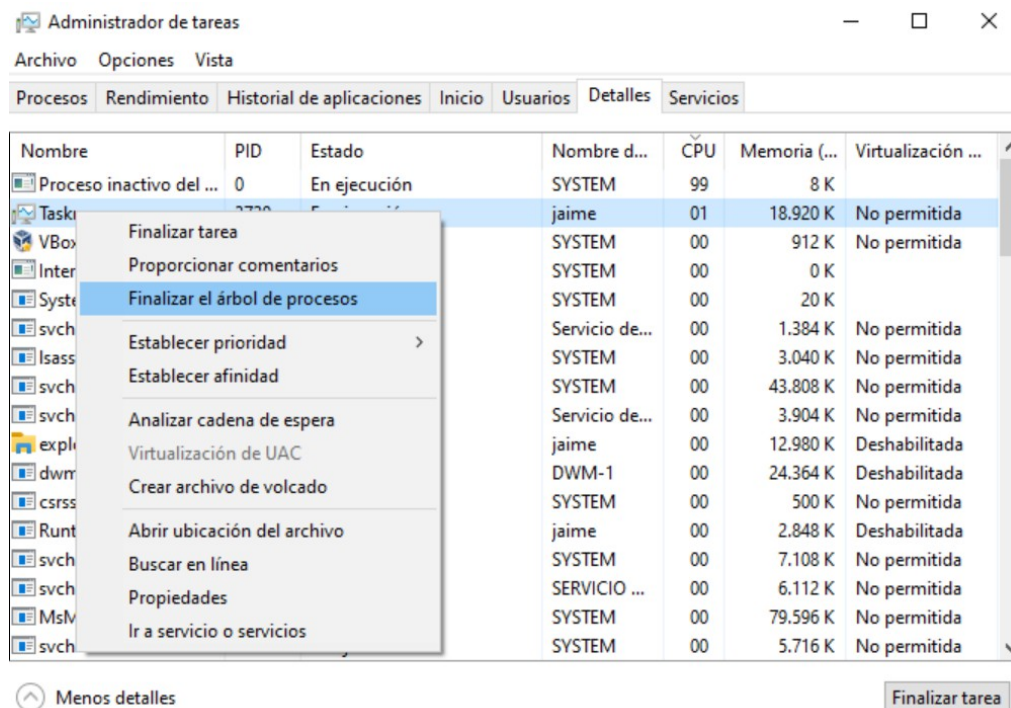 Administrador de tareas
Archivo Opciones Vista
Procesos Rendimiento Historial de aplicaciones Inicio Usuarios Detalles Servicios
Nombre PID Estado Nombre d... CPU Memoria (... Virtualización ...
Proceso inactivo del ... 0 En ejecución SYSTEM 99 8 K
Taskr jaime 01 18.920 K No permitida
Finalizar tarea
VBox SYSTEM 00 912 K No permitida
Proporcionar comentarios
Inter SYSTEM 00 0 K
Finalizar el árbol de procesos
Syste SYSTEM 00 20 K
svch Servicio de... 00 1.384 K No permitida
Establecer prioridad >
lsass SYSTEM 00 3.040 K No permitida
Establecer afinidad
svch SYSTEM 00 43.808 K No permitida
svch Servicio de... 00 3.904 K No permitida
Analizar cadena de espera
explo jaime 00 12.980 K Deshabilitada
Virtualización de UAC
dwm DWM-1 00 24.364 K Deshabilitada
Crear archivo de volcado
csrss SYSTEM 00 500 K No permitida
Runt jaime 00 2.848 K Deshabilitada
Abrir ubicación del archivo
svch SYSTEM 00 7.108 K No permitida
Buscar en línea
svch SERVICIO ... 00 6.112 K No permitida
Propiedades
MsM SYSTEM 00 79.596 K No permitida
Ir a servicio o servicios
svch SYSTEM 00 5.716 K No permitida
Menos detalles Finalizar tarea